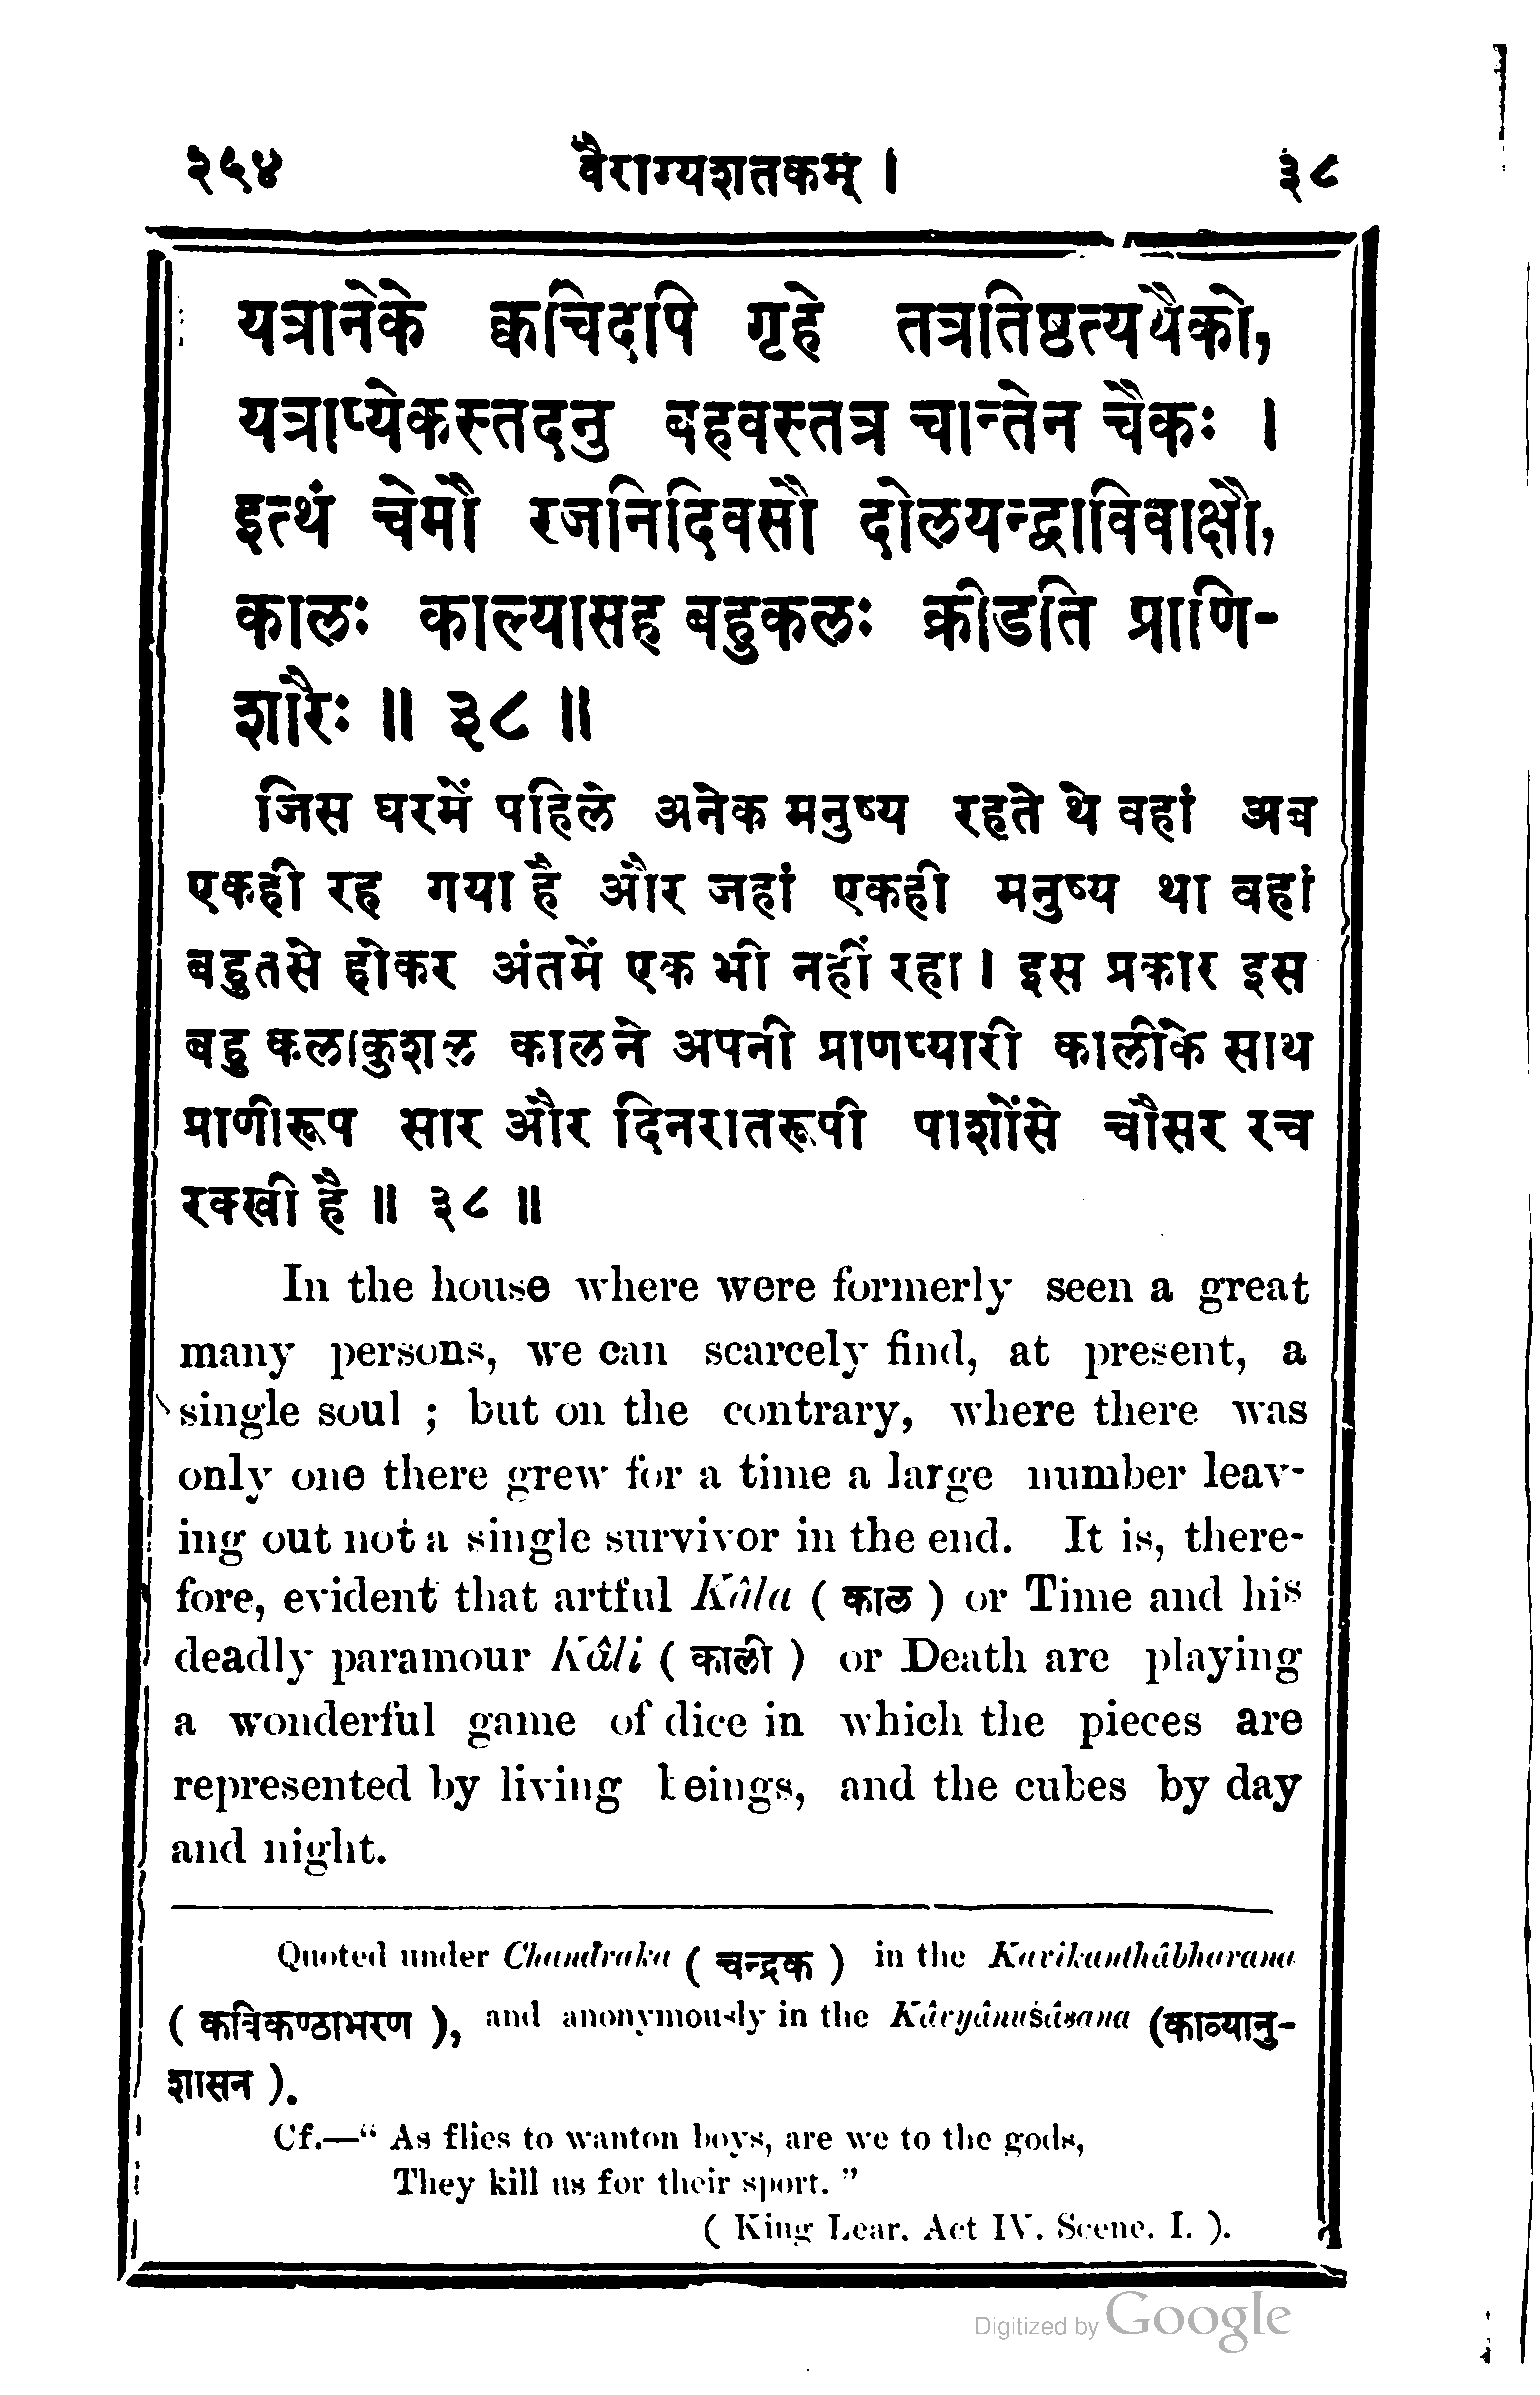 ३५४ वैराग्यशतकम् । ३८
यत्रानेके क्वचिदपि गृहे तत्रतिष्ठत्यथैको,
यत्राप्येकस्तदनु बहवस्तत्र चान्तेन चैकः ।
इत्थं चेमौ रजनिदिवसौ दोलयन्द्वाविवाक्षौ,
कालः काल्यासह बहुकलः क्रीडति प्राणि-
शारैः ॥ ३८ ॥
जिस घरमें पहिले अनेक मनुष्य रहते थे वहां अब
एकही रह गया है और जहां एकही मनुष्य था वहां
बहुतसे होकर अंतमें एक भी नहीं रहा । इस प्रकार इस
बहु कलाकुशल कालने अपनी प्राणप्यारी कालीके साथ
प्राणीरूप सार और दिनरातरूपी पाशोंसे चौसर रच
रक्खी है ॥ ३८ ॥
In the house where were formerly seen a great
many persons, we can scarcely find, at present, a
single soul ; but on the contrary, where there was
only one there grew for a time a large number leav-
ing out not a single survivor in the end. It is, there-
fore, evident that artful Kâla ( काल ) or Time and his
deadly paramour Kâli ( काली ) or Death are playing
a wonderful game of dice in which the pieces are
represented by living beings, and the cubes by day
and night.
Quoted under Chandraka ( चन्द्रक ) in the Kavikanthâbharana
( कविकण्ठाभरण ), and anonymously in the Kâvyânuśâsana (काव्यानु-
शासन ).
Cf.—“ As flies to wanton boys, are we to the gods,
They kill us for their sport. ”
( King Lear. Act IV. Scene. I. ).
Digitized by Google